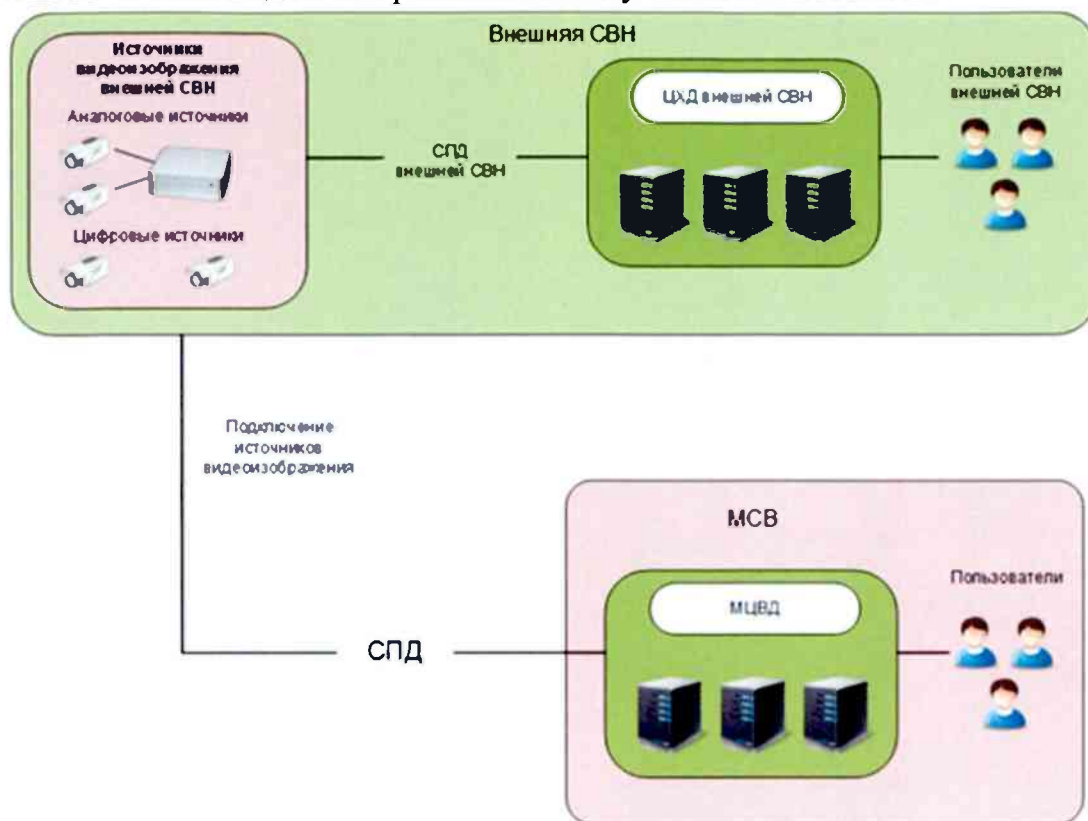 Внешняя СВН
Источники
видеоизображения
внешней СВН
Аналоговые источники
Цифровые источники
СПД
внешней СВН
ЦХД внешней СВН
Пользователи
внешней СВН
Подключение
источников
видеоизображения
МСВ
МЦВД
Пользователи
СПД